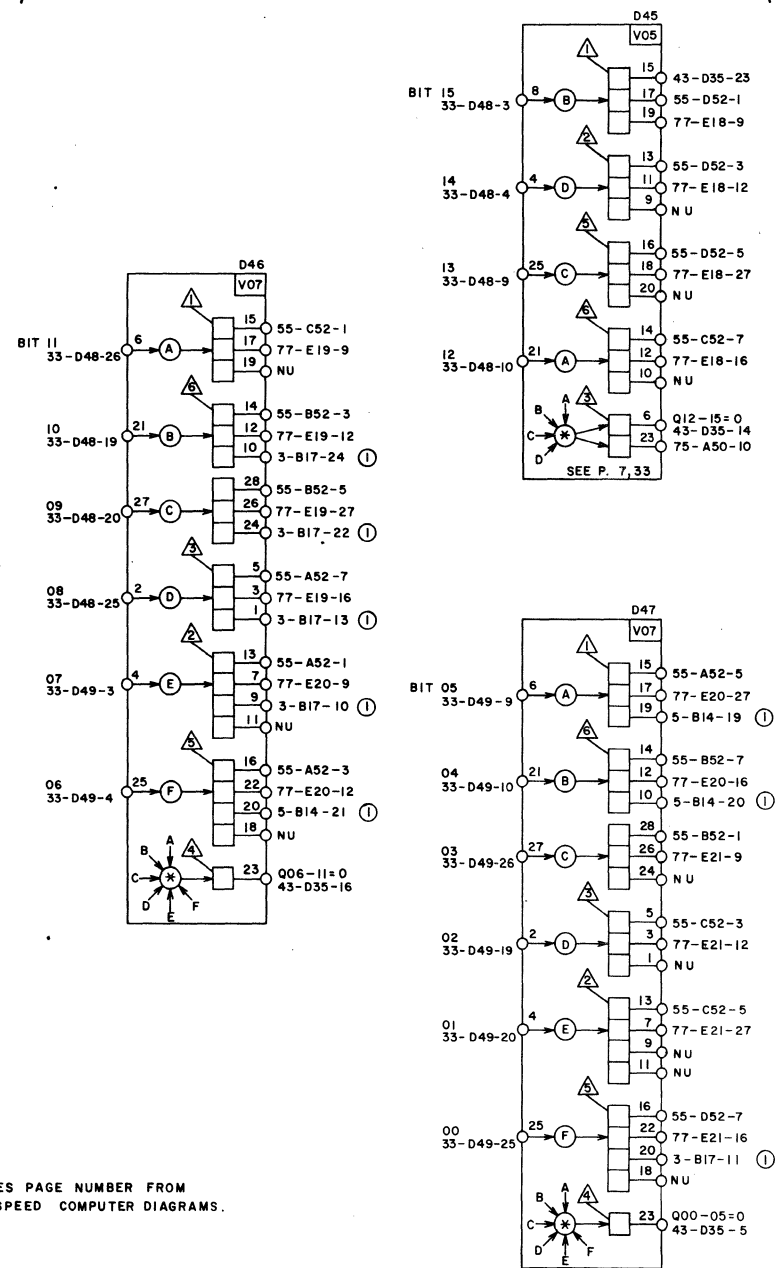 D45
V05
1
BIT 15
33-D48-3
8
B
15
43-D35-23
17
55-D52-1
19
77-E18-9
2
14
33-D48-4
4
D
13
55-D52-3
11
77-E18-12
9
NU
5
13
33-D48-9
25
C
16
55-D52-5
18
77-E18-27
20
NU
6
12
33-D48-10
21
A
14
55-C52-7
12
77-E18-16
10
NU
3
A
B
C
D
*
6
Q12-15=0
43-D35-14
23
75-A50-10
SEE P. 7,33
D46
V07
1
BIT 11
33-D48-26
6
A
15
55-C52-1
17
77-E19-9
19
NU
6
10
33-D48-19
21
B
14
55-B52-3
12
77-E19-12
10
3-B17-24 (1)
09
33-D48-20
27
C
28
55-B52-5
26
77-E19-27
24
3-B17-22 (1)
3
08
33-D48-25
2
D
5
55-A52-7
3
77-E19-16
1
3-B17-13 (1)
2
07
33-D49-3
4
E
13
55-A52-1
7
77-E20-9
9
3-B17-10 (1)
11
NU
5
06
33-D49-4
25
F
16
55-A52-3
22
77-E20-12
20
5-B14-21 (1)
18
NU
4
A
B
C
D
E
F
*
23
Q06-11=0
43-D35-16
D47
V07
1
BIT 05
33-D49-9
6
A
15
55-A52-5
17
77-E20-27
19
5-B14-19 (1)
6
04
33-D49-10
21
B
14
55-B52-7
12
77-E20-16
10
5-B14-20 (1)
03
33-D49-26
27
C
28
55-B52-1
26
77-E21-9
24
NU
3
02
33-D49-19
2
D
5
55-C52-3
3
77-E21-12
1
NU
2
01
33-D49-20
4
E
13
55-C52-5
7
77-E21-27
9
NU
11
NU
5
00
33-D49-25
25
F
16
55-D52-7
22
77-E21-16
20
3-B17-11 (1)
18
NU
4
A
B
C
D
E
F
*
23
Q00-05=0
43-D35-5
ES PAGE NUMBER FROM
SPEED COMPUTER DIAGRAMS.